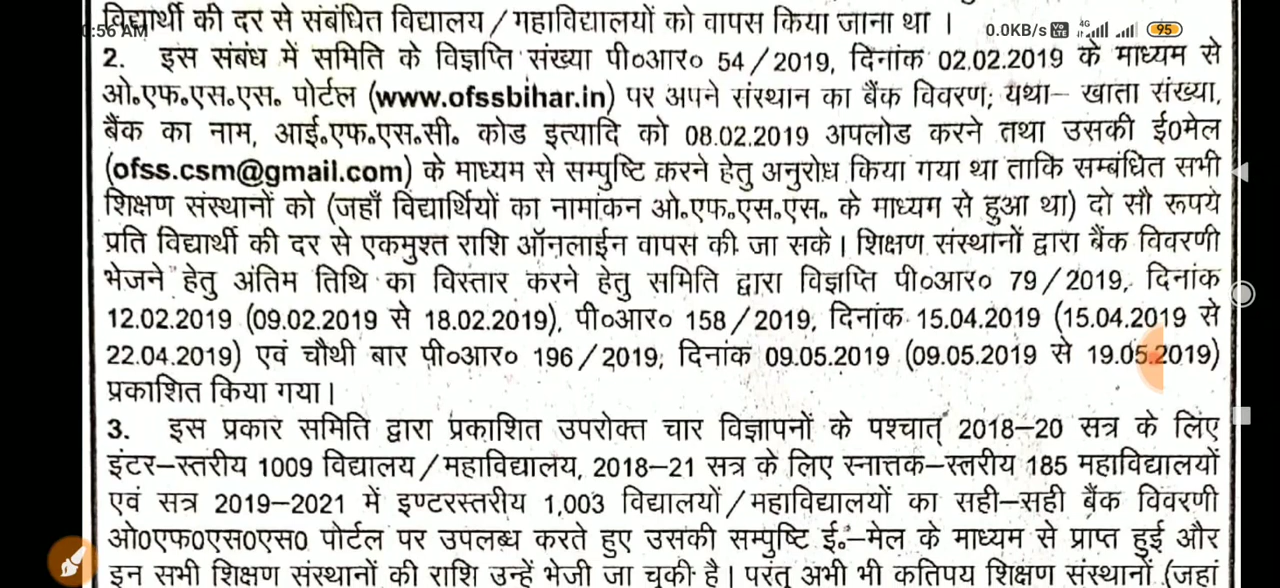 विद्यार्थी की दर से संबंधित विद्यालय/महाविद्यालयों को वापस किया जाना था ।
:56 AM
0.0KB/s
4G
95
2. इस संबंध में समिति के विज्ञप्ति संख्या पी०आर० 54/2019, दिनांक 02.02.2019 के माध्यम से
ओ.एफ.एस.एस. पोर्टल (www.ofssbihar.in) पर अपने संस्थान का बैंक विवरण; यथा– खाता संख्या,
बैंक का नाम, आई.एफ.एस.सी. कोड इत्यादि को 08.02.2019 अपलोड करने तथा उसकी ई0मेल
(ofss.csm@gmail.com) के माध्यम से सम्पुष्टि करने हेतु अनुरोध किया गया था ताकि सम्बंधित सभी
शिक्षण संस्थानों को (जहाँ विद्यार्थियों का नामांकन ओ.एफ.एस.एस. के माध्यम से हुआ था) दो सौ रूपये
प्रति विद्यार्थी की दर से एकमुश्त राशि ऑनलाईन वापस की जा सके। शिक्षण संस्थानों द्वारा बैंक विवरणी
भेजने हेतु अंतिम तिथि का विस्तार करने हेतु समिति द्वारा विज्ञप्ति पी०आर० 79/2019, दिनांक
12.02.2019 (09.02.2019 से 18.02.2019), पी०आर० 158/2019, दिनांक 15.04.2019 (15.04.2019 से
22.04.2019) एवं चौथी बार पी०आर० 196/2019, दिनांक 09.05.2019 (09.05.2019 से 19.05.2019)
प्रकाशित किया गया।
3. इस प्रकार समिति द्वारा प्रकाशित उपरोक्त चार विज्ञापनों के पश्चात् 2018–20 सत्र के लिए
इंटर–स्तरीय 1009 विद्यालय/महाविद्यालय, 2018–21 सत्र के लिए स्नात्तक–स्तरीय 185 महाविद्यालयों
एवं सत्र 2019–2021 में इण्टरस्तरीय 1,003 विद्यालयों/महाविद्यालयों का सही–सही बैंक विवरणी
ओ0एफ0एस0एस0 पोर्टल पर उपलब्ध करते हुए उसकी सम्पुष्टि ई.–मेल के माध्यम से प्राप्त हुई और
इन सभी शिक्षण संस्थानों की राशि उन्हें भेजी जा चुकी है। परंतु अभी भी कतिपय शिक्षण संस्थानों (जहां